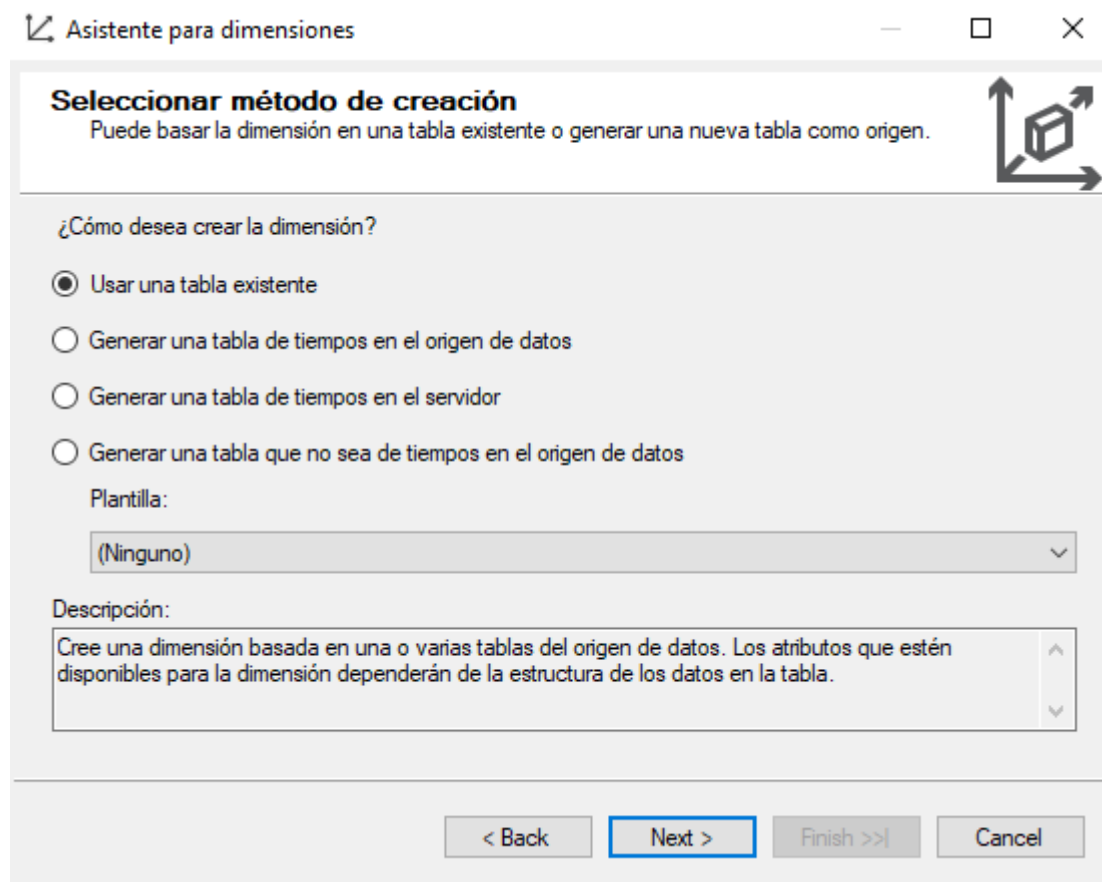 Asistente para dimensiones
Seleccionar método de creación
Puede basar la dimensión en una tabla existente o generar una nueva tabla como origen.
¿Cómo desea crear la dimensión?
Usar una tabla existente
Generar una tabla de tiempos en el origen de datos
Generar una tabla de tiempos en el servidor
Generar una tabla que no sea de tiempos en el origen de datos
Plantilla:
(Ninguno)
Descripción:
Cree una dimensión basada en una o varias tablas del origen de datos. Los atributos que estén
disponibles para la dimensión dependerán de la estructura de los datos en la tabla.
< Back
Next >
Finish >>|
Cancel